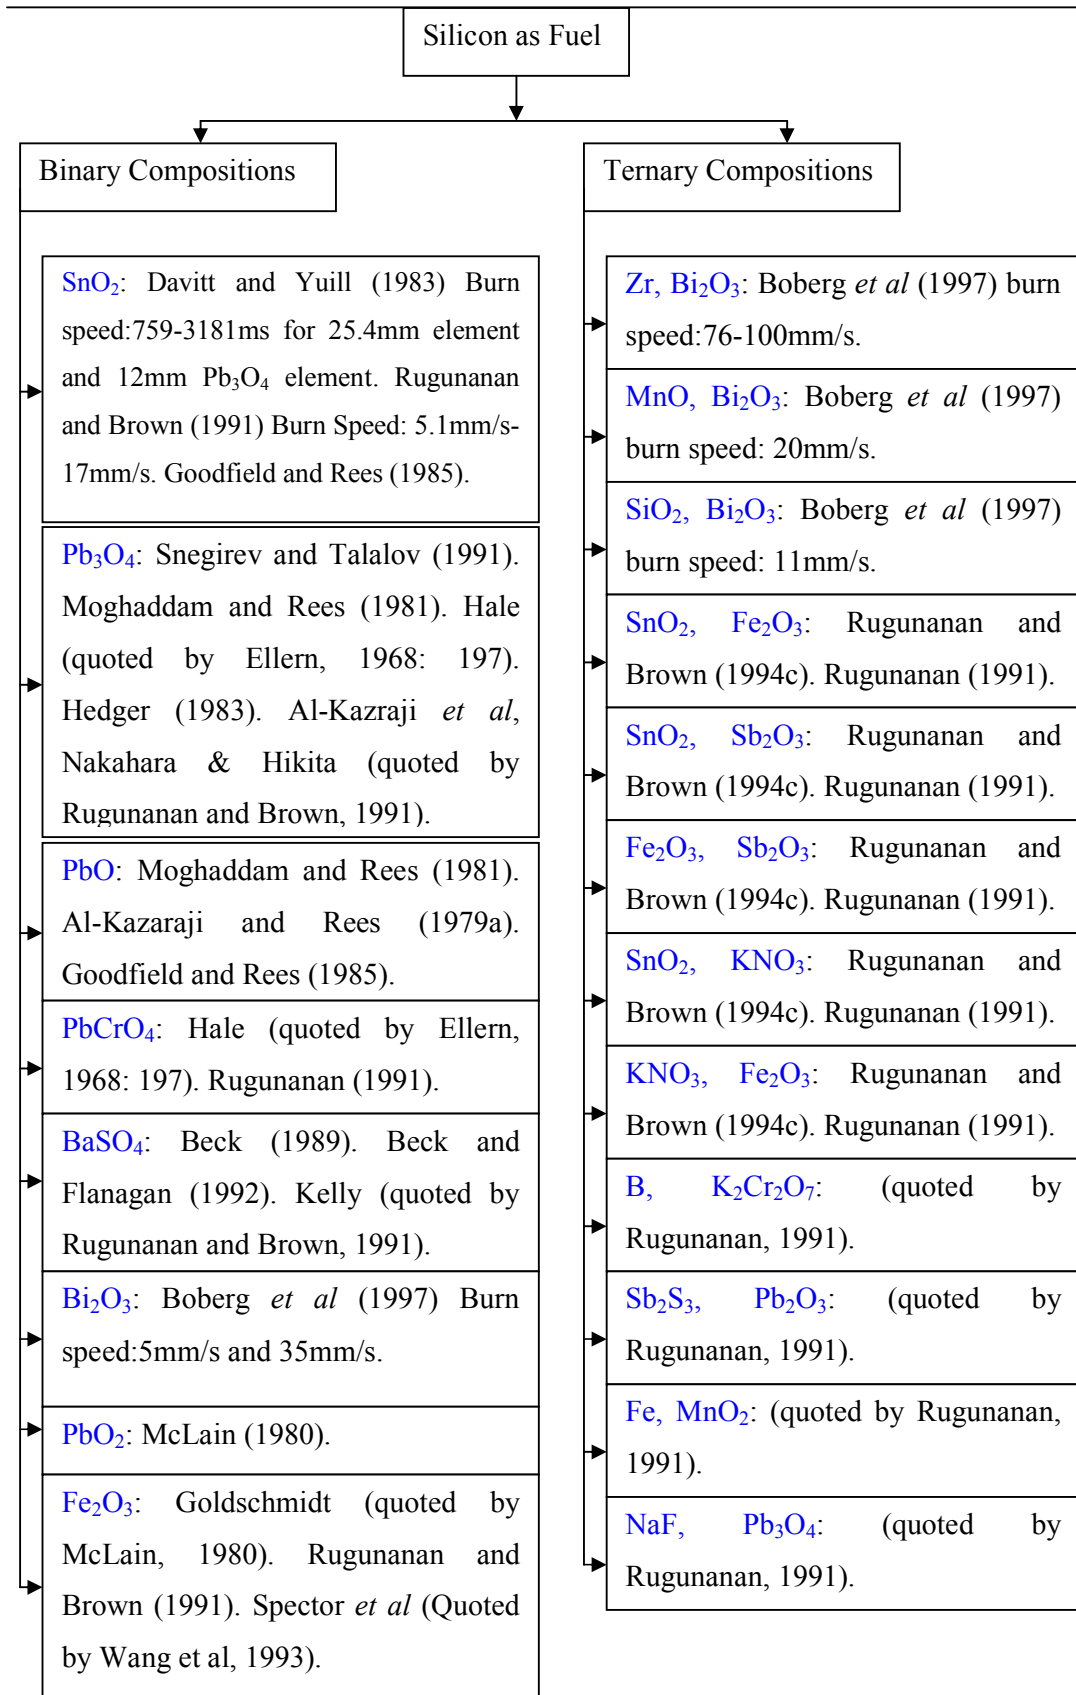 Silicon as Fuel
Binary Compositions
SnO₂: Davitt and Yuill (1983) Burn
speed:759-3181ms for 25.4mm element
and 12mm Pb₃O₄ element. Rugunanan
and Brown (1991) Burn Speed: 5.1mm/s-
17mm/s. Goodfield and Rees (1985).
Pb₃O₄: Snegirev and Talalov (1991).
Moghaddam and Rees (1981). Hale
(quoted by Ellern, 1968: 197).
Hedger (1983). Al-Kazraji et al,
Nakahara & Hikita (quoted by
Rugunanan and Brown, 1991).
PbO: Moghaddam and Rees (1981).
Al-Kazaraji and Rees (1979a).
Goodfield and Rees (1985).
PbCrO₄: Hale (quoted by Ellern,
1968: 197). Rugunanan (1991).
BaSO₄: Beck (1989). Beck and
Flanagan (1992). Kelly (quoted by
Rugunanan and Brown, 1991).
Bi₂O₃: Boberg et al (1997) Burn
speed:5mm/s and 35mm/s.
PbO₂: McLain (1980).
Fe₂O₃: Goldschmidt (quoted by
McLain, 1980). Rugunanan and
Brown (1991). Spector et al (Quoted
by Wang et al, 1993).
Ternary Compositions
Zr, Bi₂O₃: Boberg et al (1997) burn
speed:76-100mm/s.
MnO, Bi₂O₃: Boberg et al (1997)
burn speed: 20mm/s.
SiO₂, Bi₂O₃: Boberg et al (1997)
burn speed: 11mm/s.
SnO₂, Fe₂O₃: Rugunanan and
Brown (1994c). Rugunanan (1991).
SnO₂, Sb₂O₃: Rugunanan and
Brown (1994c). Rugunanan (1991).
Fe₂O₃, Sb₂O₃: Rugunanan and
Brown (1994c). Rugunanan (1991).
SnO₂, KNO₃: Rugunanan and
Brown (1994c). Rugunanan (1991).
KNO₃, Fe₂O₃: Rugunanan and
Brown (1994c). Rugunanan (1991).
B, K₂Cr₂O₇: (quoted by
Rugunanan, 1991).
Sb₂S₃, Pb₂O₃: (quoted by
Rugunanan, 1991).
Fe, MnO₂: (quoted by Rugunanan,
1991).
NaF, Pb₃O₄: (quoted by
Rugunanan, 1991).